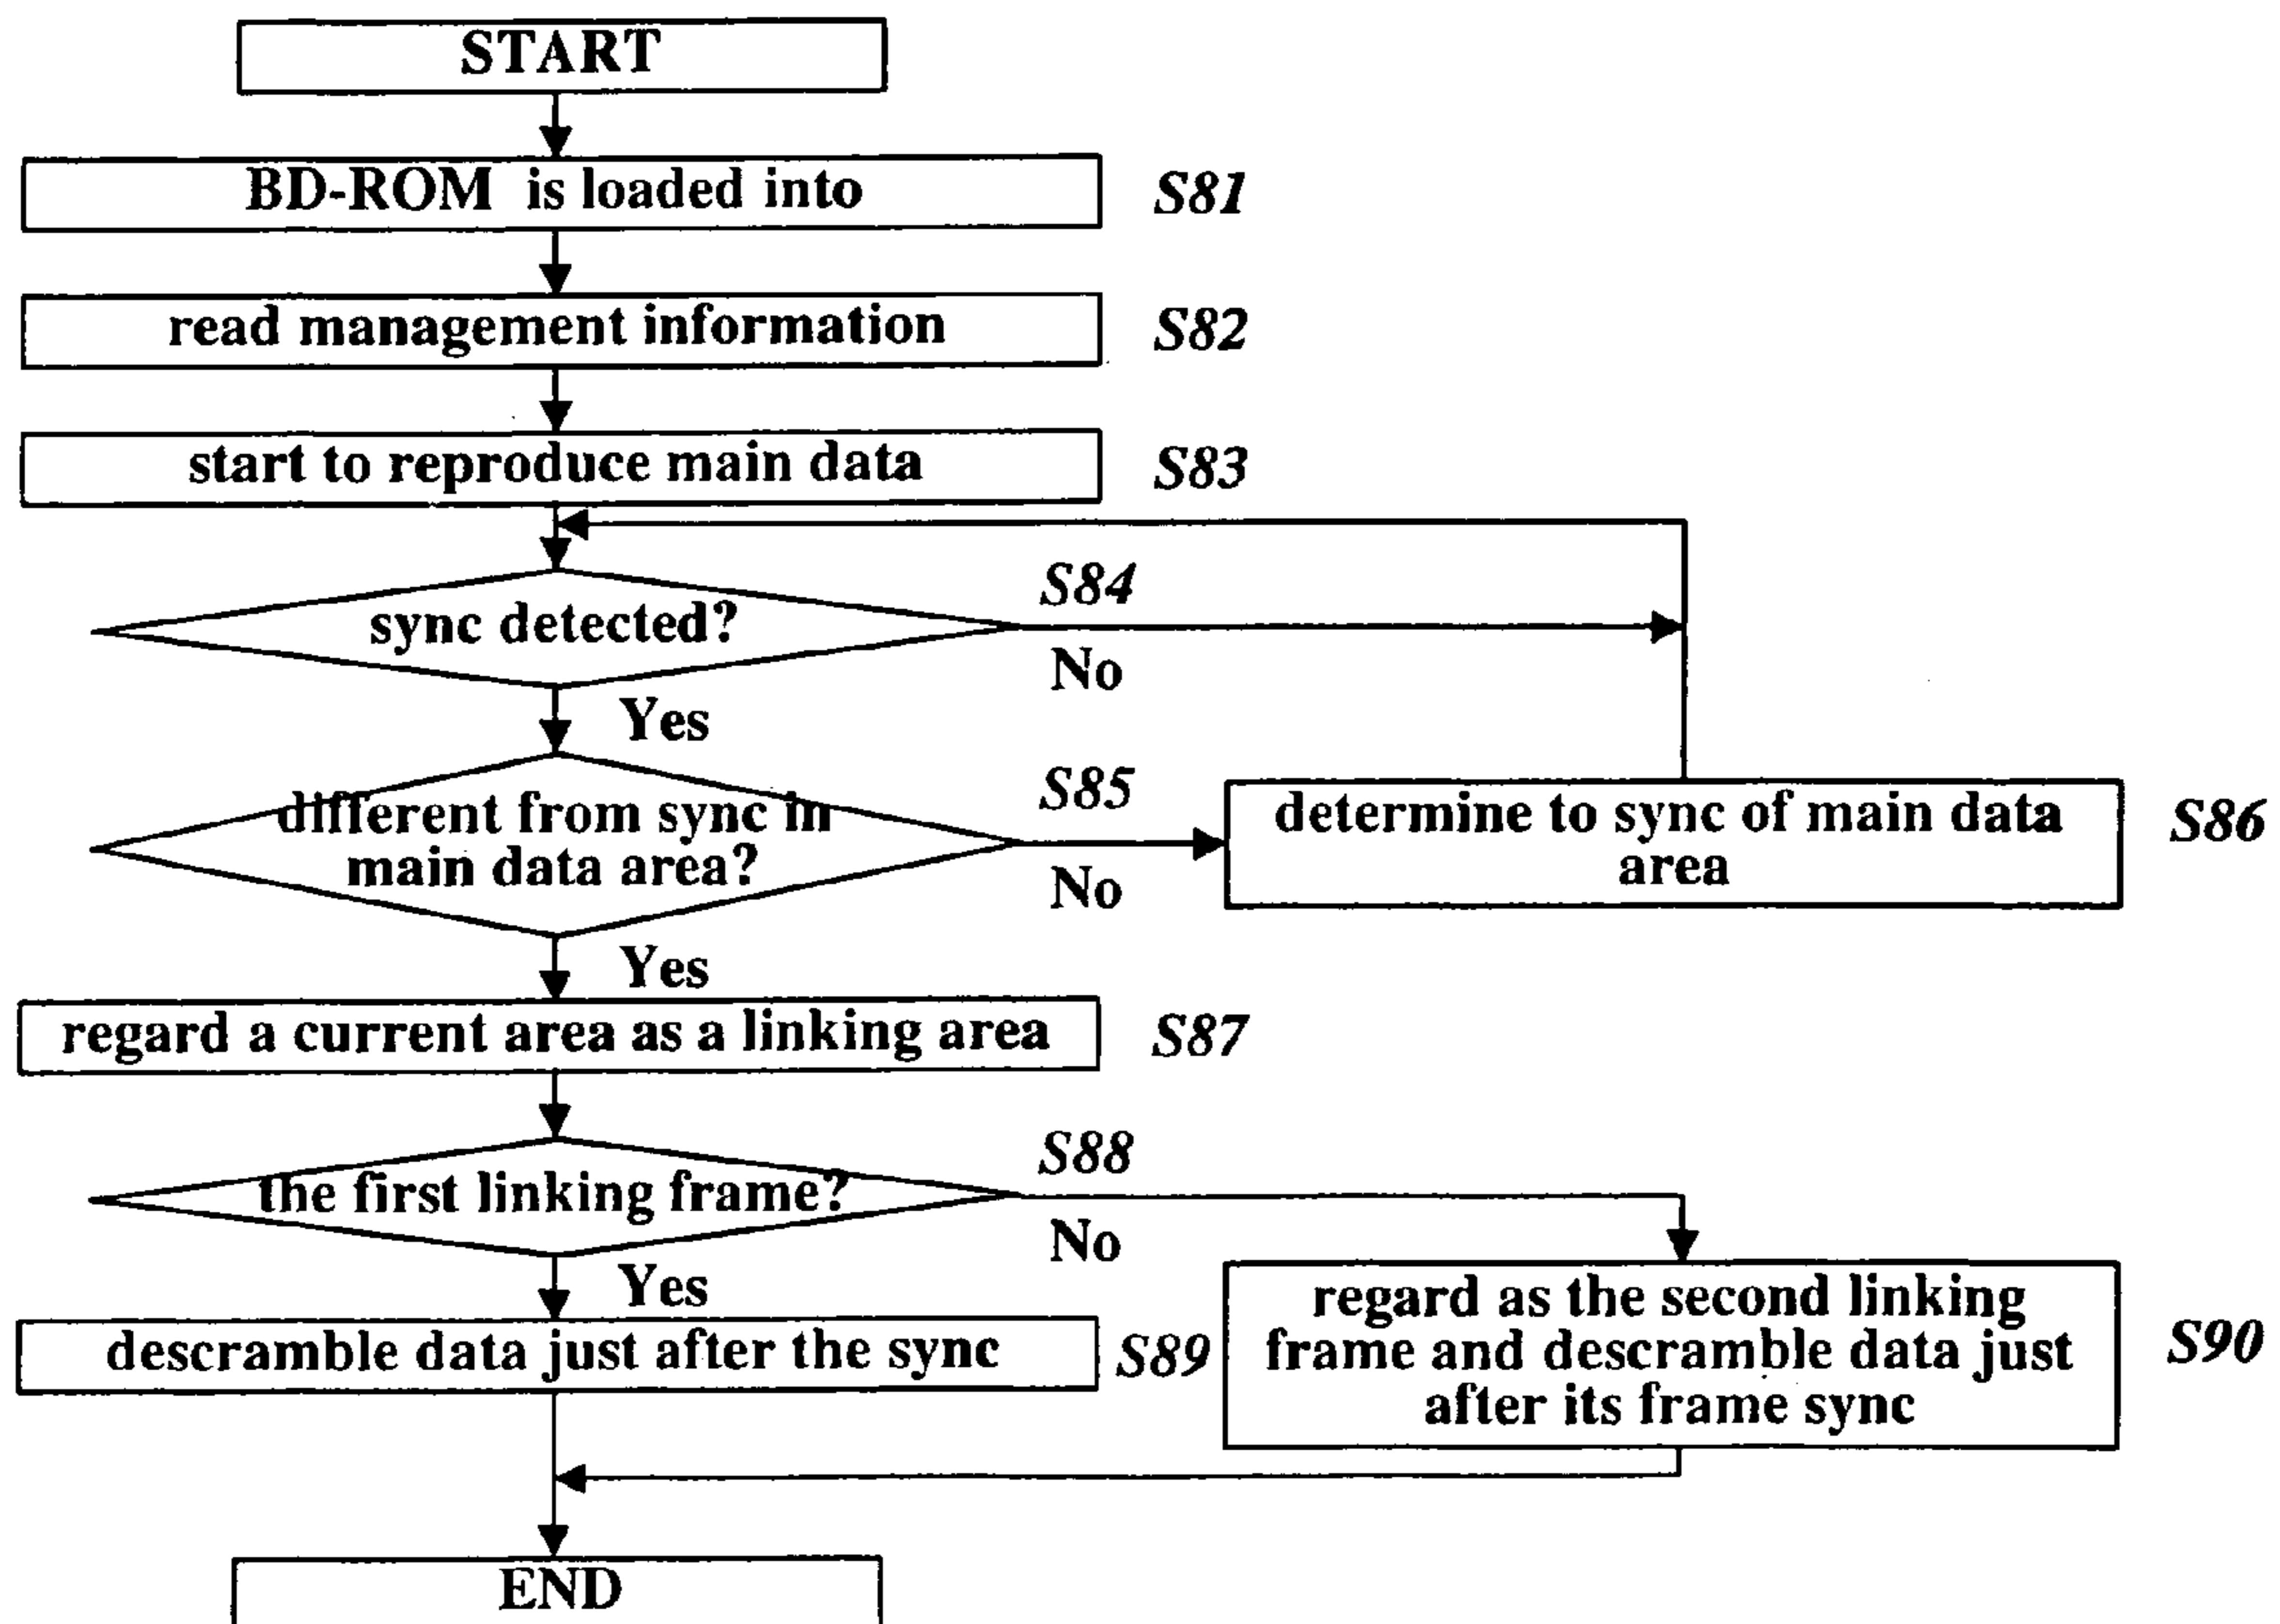 START
BD-ROM is loaded into
S81
read management information
S82
start to reproduce main data
S83
S84
sync detected?
No
Yes
S85
different from sync in
main data area?
No
determine to sync of main data
area
S86
Yes
regard a current area as a linking area
S87
S88
the first linking frame?
No
Yes
descramble data just after the sync
S89
regard as the second linking
frame and descramble data just
after its frame sync
S90
END